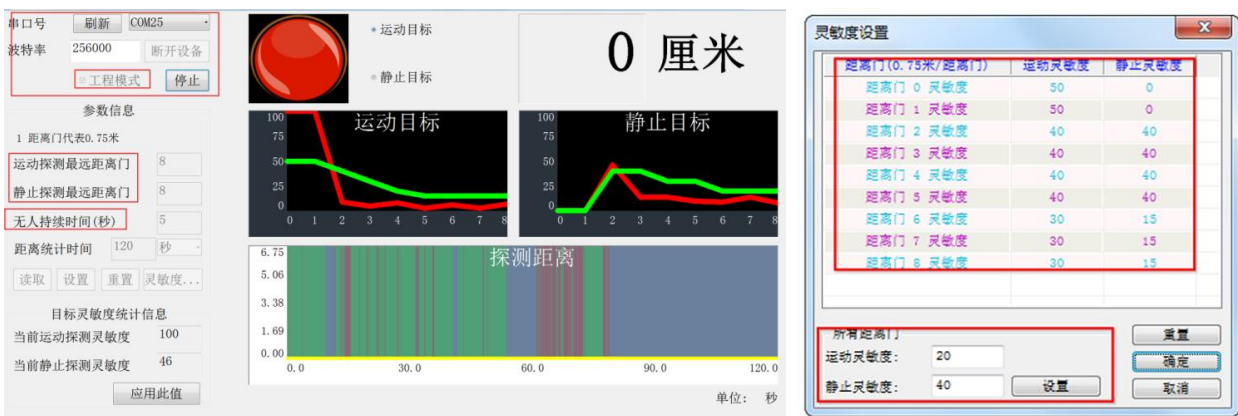 串口号 刷新 COM25
波特率 256000 断开设备
工程模式 停止
参数信息
1 距离门代表0.75米
运动探测最远距离门 8
静止探测最远距离门 8
无人持续时间(秒) 5
距离统计时间 120 秒
读取 设置 重置 灵敏度...
目标灵敏度统计信息
当前运动探测灵敏度 100
当前静止探测灵敏度 46
应用此值
运动目标
静止目标
0 厘米
运动目标
100
75
50
25
0
0 1 2 3 4 5 6 7 8
静止目标
100
75
50
25
0
0 1 2 3 4 5 6 7 8
探测距离
6.75
5.06
3.38
1.69
0.00
0.0 30.0 60.0 90.0 120.0
单位: 秒
灵敏度设置
距离门(0.75米/距离门) 运动灵敏度 静止灵敏度
距离门 0 灵敏度 50 0
距离门 1 灵敏度 50 0
距离门 2 灵敏度 40 40
距离门 3 灵敏度 40 40
距离门 4 灵敏度 40 40
距离门 5 灵敏度 40 40
距离门 6 灵敏度 30 15
距离门 7 灵敏度 30 15
距离门 8 灵敏度 30 15
所有距离门
运动灵敏度: 20
静止灵敏度: 40 设置
重置
确定
取消